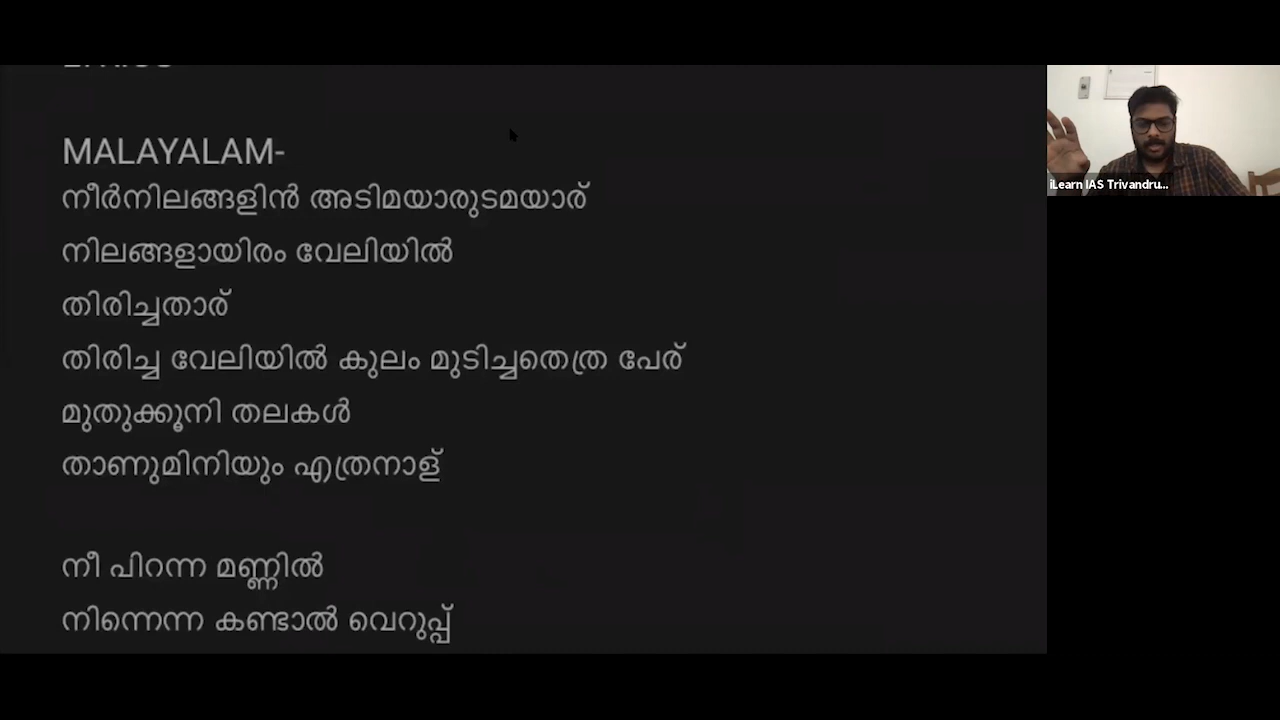 MALAYALAM-
നീർനിലങ്ങളിൻ അടിമയാരുടമയാര്
നിലങ്ങളായിരം വേലിയിൽ
തിരിച്ചതാര്
തിരിച്ച വേലിയിൽ കുലം മുടിച്ചതെത്ര പേര്
മുതുക്കൂനി തലകൾ
താണുമിനിയും എത്രനാള്
നീ പിറന്ന മണ്ണിൽ
നിന്നെന്ന കണ്ടാൽ വെറുപ്പ്
iLearn IAS Trivandru...